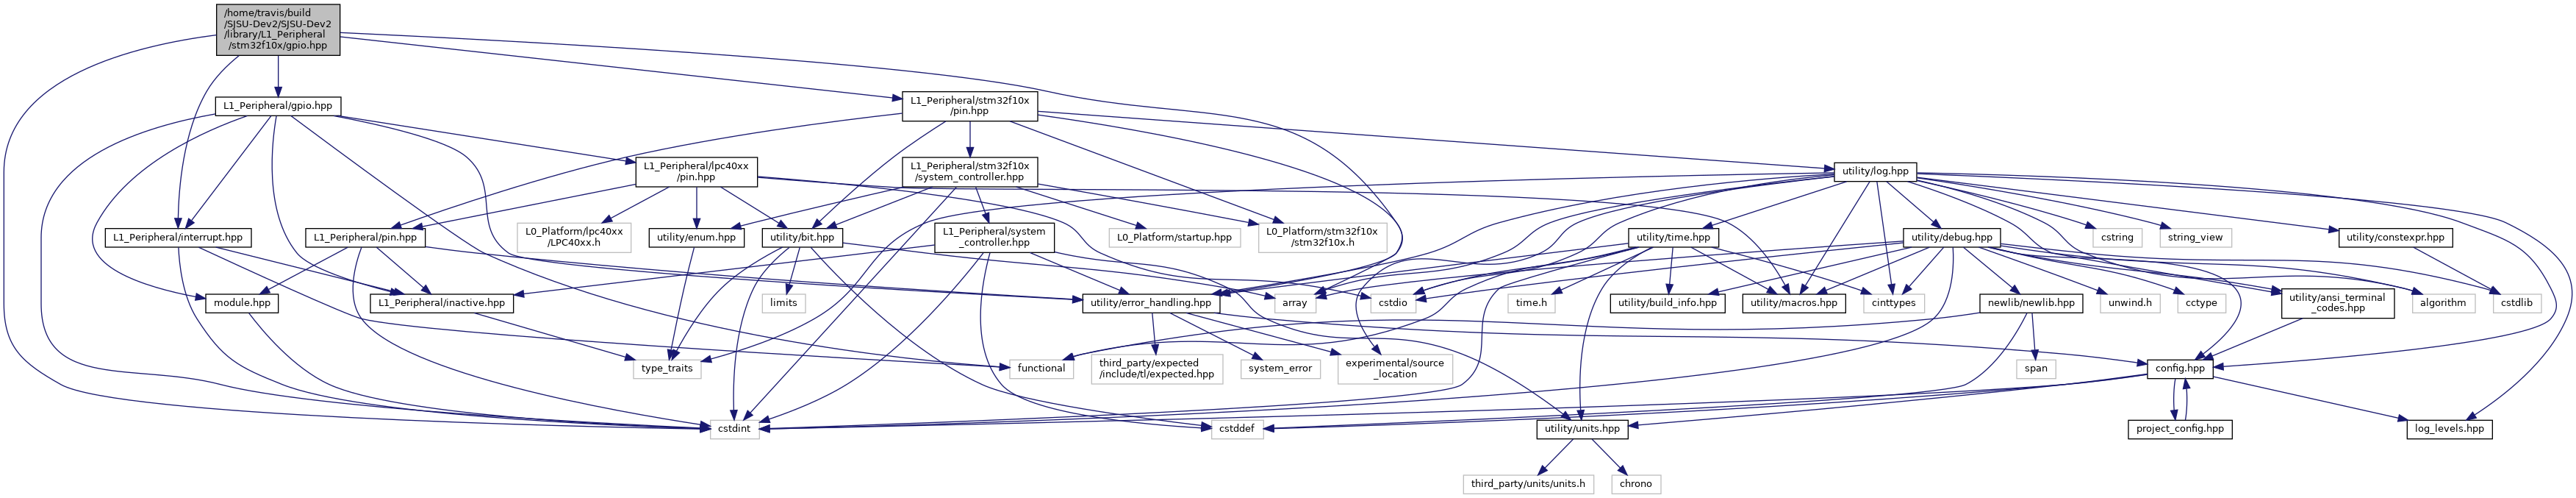 /home/travis/build
/SJSU-Dev2/SJSU-Dev2
/library/L1_Peripheral
/stm32f10x/gpio.hpp
L1_Peripheral/gpio.hpp
L1_Peripheral/stm32f10x
/pin.hpp
L1_Peripheral/lpc40xx
/pin.hpp
L1_Peripheral/stm32f10x
/system_controller.hpp
utility/log.hpp
L1_Peripheral/interrupt.hpp
L1_Peripheral/pin.hpp
L0_Platform/lpc40xx
/LPC40xx.h
utility/enum.hpp
utility/bit.hpp
L1_Peripheral/system
_controller.hpp
L0_Platform/startup.hpp
L0_Platform/stm32f10x
/stm32f10x.h
utility/time.hpp
utility/debug.hpp
cstring
string_view
utility/constexpr.hpp
module.hpp
L1_Peripheral/inactive.hpp
limits
utility/error_handling.hpp
array
cstdio
time.h
utility/build_info.hpp
utility/macros.hpp
cinttypes
newlib/newlib.hpp
unwind.h
cctype
utility/ansi_terminal
_codes.hpp
algorithm
cstdlib
type_traits
functional
third_party/expected
/include/tl/expected.hpp
system_error
experimental/source
_location
span
config.hpp
cstdint
cstddef
utility/units.hpp
project_config.hpp
log_levels.hpp
third_party/units/units.h
chrono